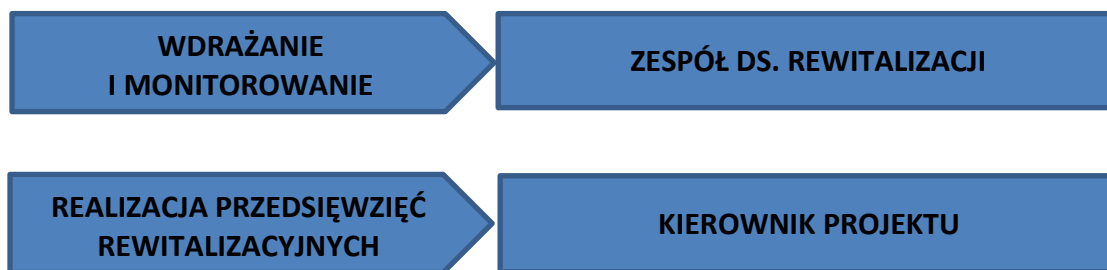 WDRAŻANIE
I MONITOROWANIE
ZESPÓŁ DS. REWITALIZACJI
REALIZACJA PRZEDSIĘWZIĘĆ
REWITALIZACYJNYCH
KIEROWNIK PROJEKTU